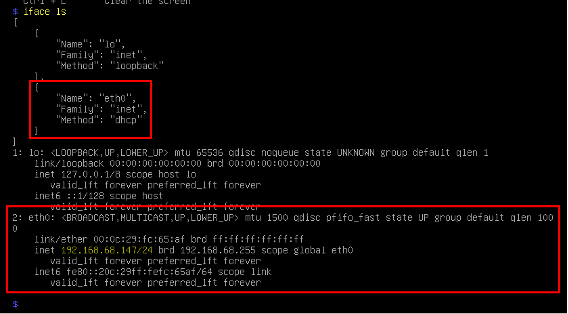 Ctrl + L Clear the screen
$ iface ls
[
{
"Name": "lo",
"Family": "inet",
"Method": "loopback"
},
{
"Name": "eth0",
"Family": "inet",
"Method": "dhcp"
}
]
1: lo: <LOOPBACK,UP,LOWER_UP> mtu 65536 qdisc noqueue state UNKNOWN group default qlen 1
link/loopback 00:00:00:00:00:00 brd 00:00:00:00:00:00
inet 127.0.0.1/8 scope host lo
valid_lft forever preferred_lft forever
inet6 ::1/128 scope host
valid_lft forever preferred_lft forever
2: eth0: <BROADCAST,MULTICAST,UP,LOWER_UP> mtu 1500 qdisc pfifo_fast state UP group default qlen 100
0
link/ether 00:0c:29:fc:65:af brd ff:ff:ff:ff:ff:ff
inet 192.168.68.147/24 brd 192.168.68.255 scope global eth0
valid_lft forever preferred_lft forever
inet6 fe80::20c:29ff:fefc:65af/64 scope link
valid_lft forever preferred_lft forever
$